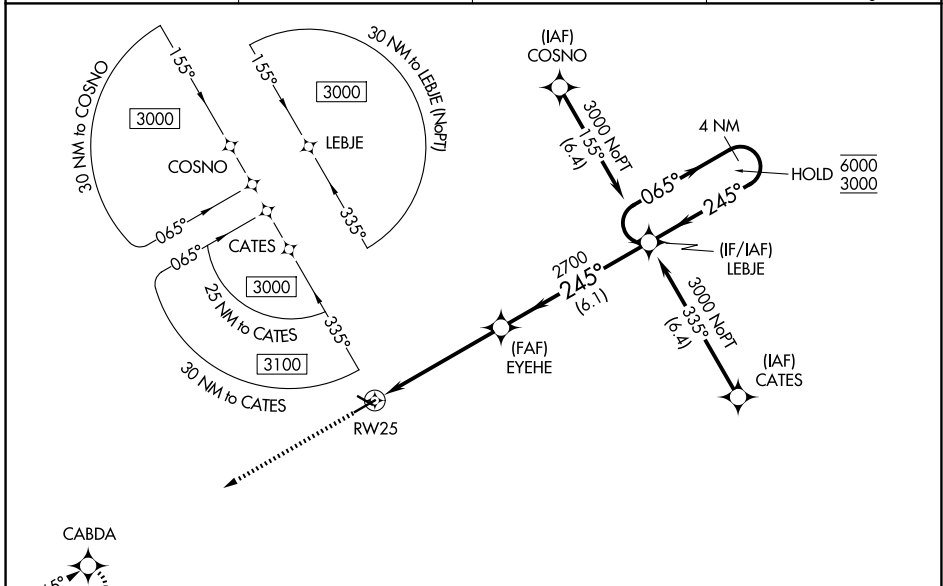 30 NM to COSNO
155°
3000
COSNO
065°
155°
3000
30 NM to LEBJE (NoPT)
LEBJE
335°
065°
CATES
3000
25 NM to CATES
335°
3100
30 NM to CATES
(IAF)
COSNO
3000 NoPT
155°
(6.4)
4 NM
065°
245°
HOLD
6000
3000
(IF/IAF)
LEBJE
2700
245°
(6.1)
3000 NoPT
335°
(6.4)
(FAF)
EYEHE
(IAF)
CATES
RW25
CABDA